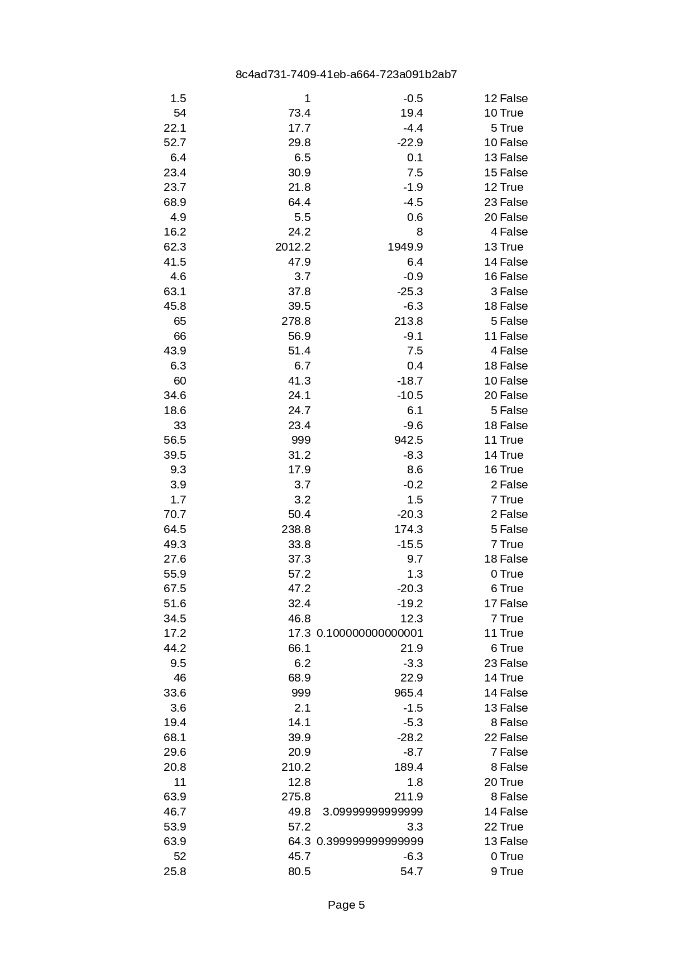 8c4ad731-7409-41eb-a664-723a091b2ab7
1.5 1 -0.5 12 False
54 73.4 19.4 10 True
22.1 17.7 -4.4 5 True
52.7 29.8 -22.9 10 False
6.4 6.5 0.1 13 False
23.4 30.9 7.5 15 False
23.7 21.8 -1.9 12 True
68.9 64.4 -4.5 23 False
4.9 5.5 0.6 20 False
16.2 24.2 8 4 False
62.3 2012.2 1949.9 13 True
41.5 47.9 6.4 14 False
4.6 3.7 -0.9 16 False
63.1 37.8 -25.3 3 False
45.8 39.5 -6.3 18 False
65 278.8 213.8 5 False
66 56.9 -9.1 11 False
43.9 51.4 7.5 4 False
6.3 6.7 0.4 18 False
60 41.3 -18.7 10 False
34.6 24.1 -10.5 20 False
18.6 24.7 6.1 5 False
33 23.4 -9.6 18 False
56.5 999 942.5 11 True
39.5 31.2 -8.3 14 True
9.3 17.9 8.6 16 True
3.9 3.7 -0.2 2 False
1.7 3.2 1.5 7 True
70.7 50.4 -20.3 2 False
64.5 238.8 174.3 5 False
49.3 33.8 -15.5 7 True
27.6 37.3 9.7 18 False
55.9 57.2 1.3 0 True
67.5 47.2 -20.3 6 True
51.6 32.4 -19.2 17 False
34.5 46.8 12.3 7 True
17.2 17.3 0.100000000000001 11 True
44.2 66.1 21.9 6 True
9.5 6.2 -3.3 23 False
46 68.9 22.9 14 True
33.6 999 965.4 14 False
3.6 2.1 -1.5 13 False
19.4 14.1 -5.3 8 False
68.1 39.9 -28.2 22 False
29.6 20.9 -8.7 7 False
20.8 210.2 189.4 8 False
11 12.8 1.8 20 True
63.9 275.8 211.9 8 False
46.7 49.8 3.09999999999999 14 False
53.9 57.2 3.3 22 True
63.9 64.3 0.399999999999999 13 False
52 45.7 -6.3 0 True
25.8 80.5 54.7 9 True
Page 5